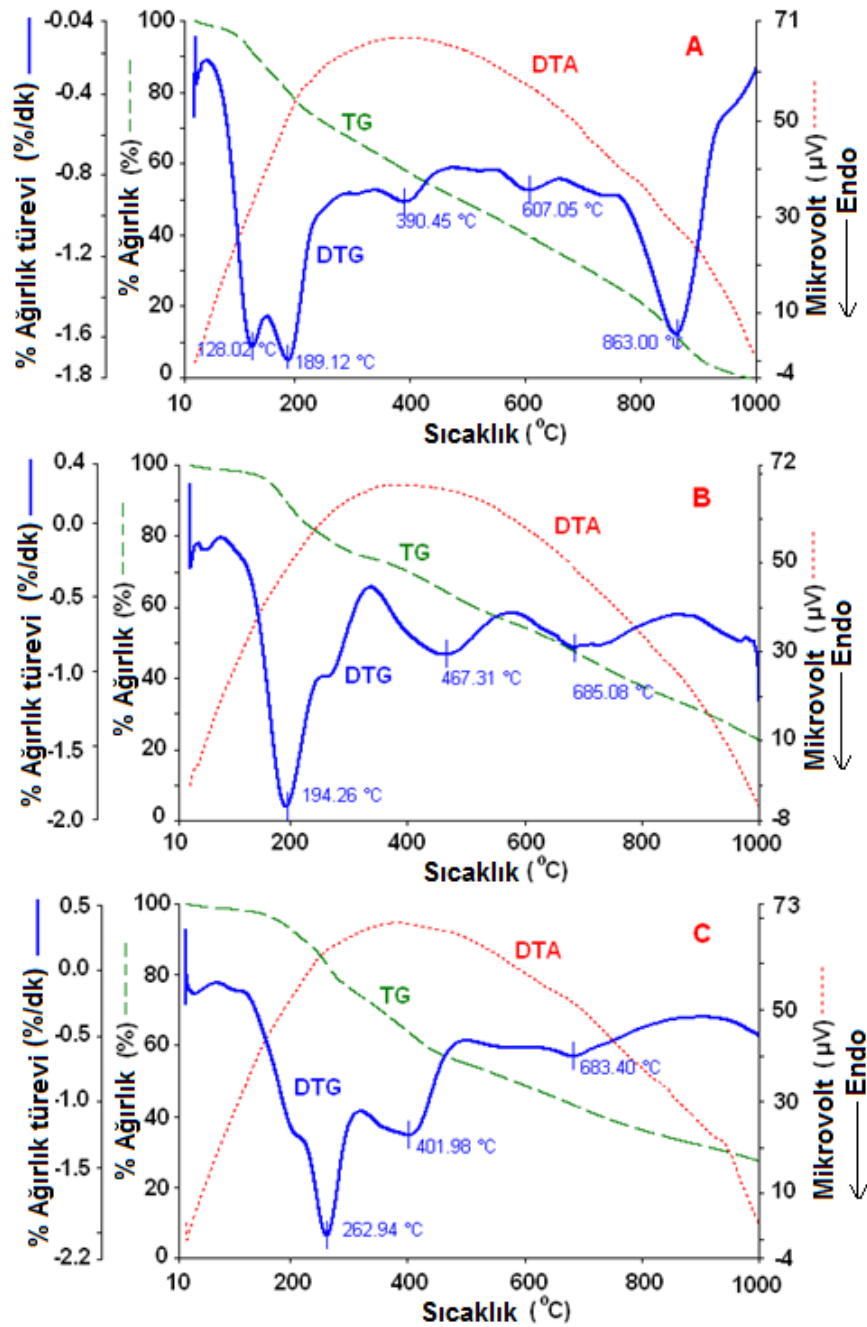 A
% Ağırlık türevi (%/dk)
-0.04
-0.4
-0.8
-1.2
-1.6
-1.8
% Ağırlık (%)
100
80
60
40
20
0
DTA
TG
DTG
128.02 °C
189.12 °C
390.45 °C
607.05 °C
863.00 °C
71
50
30
10
-4
Mikrovolt (µV)
Endo
10 200 400 600 800 1000
Sıcaklık (°C)
B
% Ağırlık türevi (%/dk)
0.4
0.0
-0.5
-1.0
-1.5
-2.0
% Ağırlık (%)
100
80
60
40
20
0
DTA
TG
DTG
194.26 °C
467.31 °C
685.08 °C
72
50
30
10
-8
Mikrovolt (µV)
Endo
10 200 400 600 800 1000
Sıcaklık (°C)
C
% Ağırlık türevi (%/dk)
0.5
0.0
-0.5
-1.0
-1.5
-2.2
% Ağırlık (%)
100
80
60
40
20
0
DTA
TG
DTG
262.94 °C
401.98 °C
683.40 °C
73
50
30
10
-4
Mikrovolt (µV)
Endo
10 200 400 600 800 1000
Sıcaklık (°C)